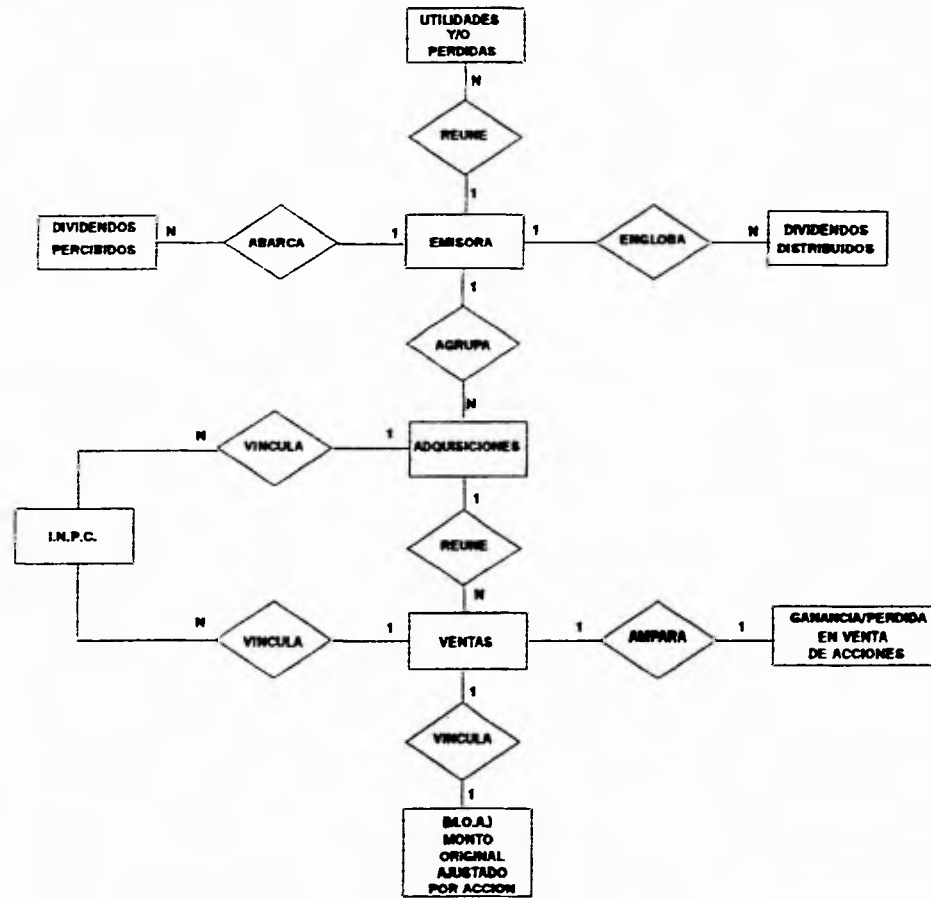 UTILIDADES
Y/O
PERDIDAS
N
REUNE
1
DIVIDENDOS
PERCIBIDOS
N
ABARCA
1
EMISORA
1
ENGLOBA
N
DIVIDENDOS
DISTRIBUIDOS
1
AGRUPA
N
N
VINCULA
1
ADQUISICIONES
1
I.N.P.C.
REUNE
N
N
VINCULA
1
VENTAS
1
AMPARA
1
GANANCIA/PERDIDA
EN VENTA
DE ACCIONES
1
VINCULA
1
(M.O.A.)
MONTO
ORIGINAL
AJUSTADO
POR ACCION